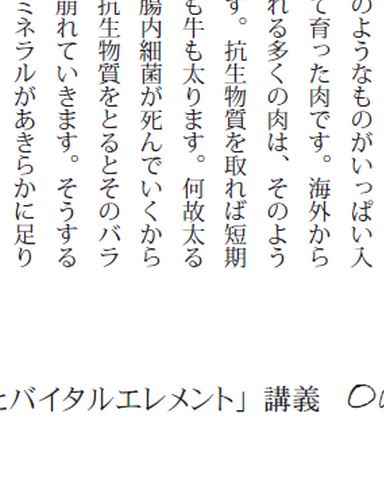 のようなものがいっぱい入
て育った肉です。海外から
れる多くの肉は、そのよう
す。抗生物質を取れば短期
も牛も太ります。何故太る
腸内細菌が死んでいくから
抗生物質をとるとそのバラ
崩れていきます。そうする
ミネラルがあきらかに足り
とバイタルエレメント」講義